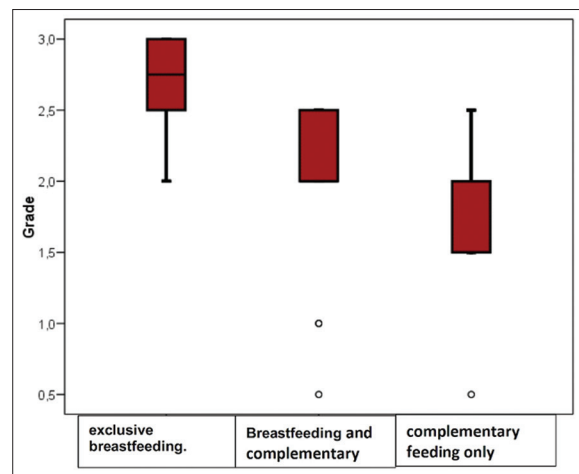 3,0
2,5
2,0
1,5
1,0
0,5
Grade
exclusive
breastfeeding.
Breastfeeding and
complementary
complementary
feeding only